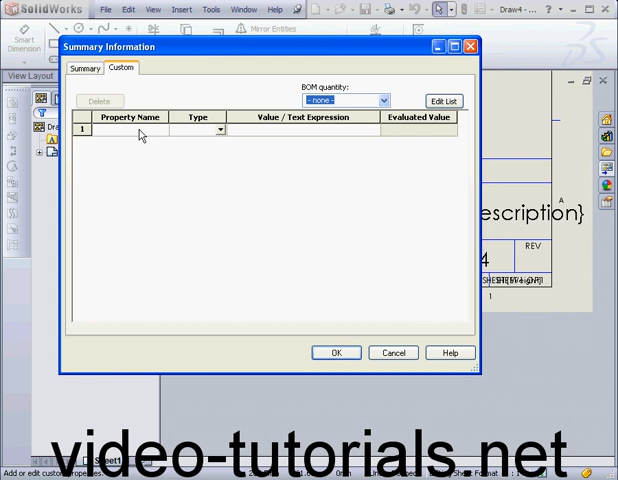 SolidWorks File Edit View Insert Tools Window Help Draw4 - ...
Smart
Dimension
Mirror Entities
View Layout
Summary Information
Summary Custom
BOM quantity:
Delete - none - Edit List
Property Name Type Value / Text Expression Evaluated Value
1
A
escription}
4 REV
1
OK Cancel Help
video-tutorials.net
Add or edit custom properties.
Sheet1